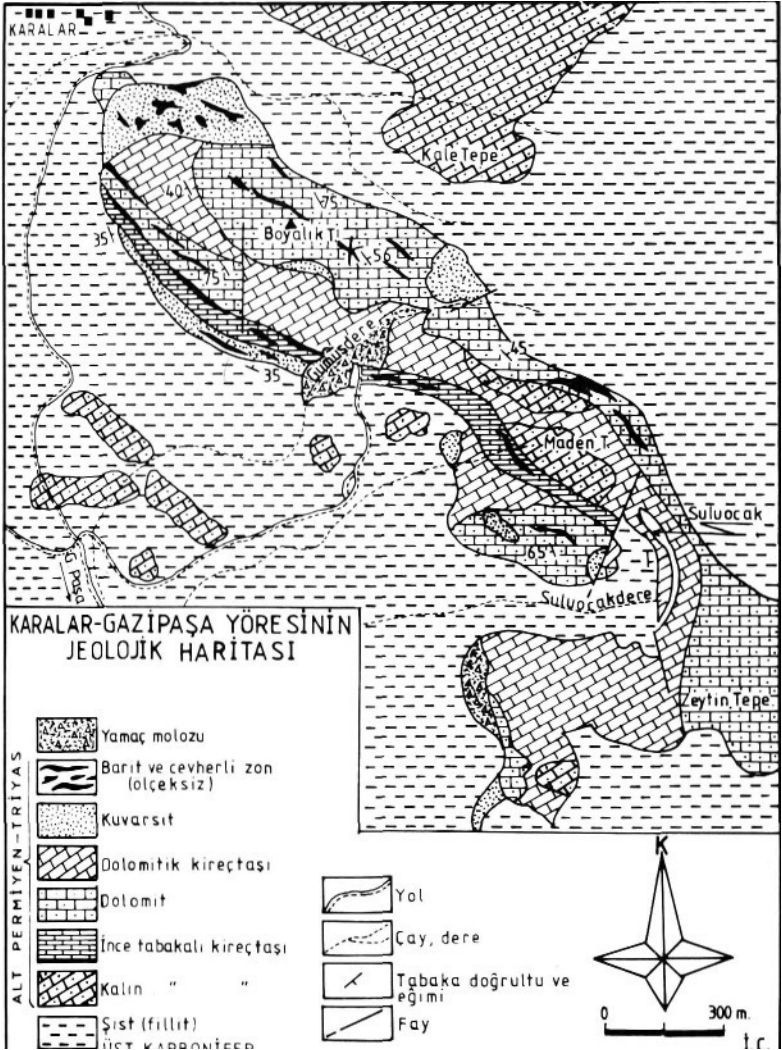 KARALAR
Kale Tepe
40
75
Boyalık T.
56
35
5
Gümüşdere
35
45
Maden T.
Suluocak
65
Suluocakdere
G. Paşa
Zeytin Tepe
KARALAR-GAZİPAŞA YÖRESİNİN
JEOLOJİK HARİTASI
ALT PERMİYEN-TRİYAS
Yamaç molozu
Barit ve cevherli zon
(ölçeksiz)
Kuvarsit
Dolomitik kireçtaşı
Dolomit
İnce tabakalı kireçtaşı
Kalın " "
Şist (fillit)
ÜST KARBONİFER
Yol
Çay, dere
Tabaka doğrultu ve
eğimi
Fay
K
0 300 m.
İ.C.